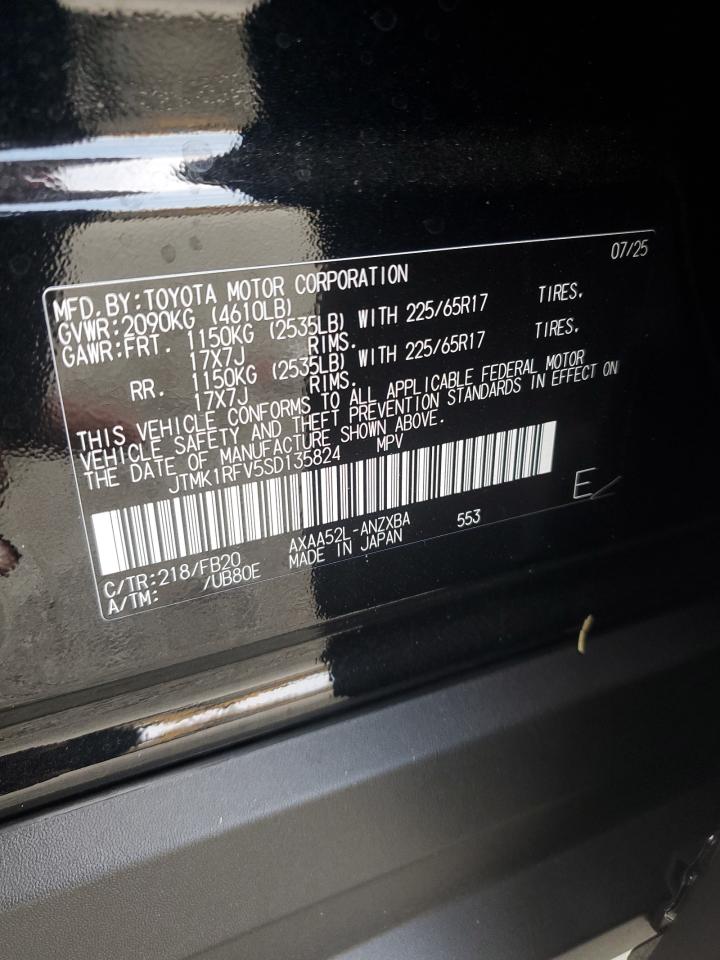 07/25
MFD. BY:TOYOTA MOTOR CORPORATION
GVWR:2090KG (4610LB)
GAWR:FRT. 1150KG (2535LB) WITH 225/65R17 TIRES,
17X7J RIMS.
RR. 1150KG (2535LB) WITH 225/65R17 TIRES,
17X7J RIMS.
THIS VEHICLE CONFORMS TO ALL APPLICABLE FEDERAL MOTOR
VEHICLE SAFETY AND THEFT PREVENTION STANDARDS IN EFFECT ON
THE DATE OF MANUFACTURE SHOWN ABOVE.
JTMK1RFV5SD135824 MPV
C/TR:218/FB20 AXAA52L-ANZXBA 553
A/TM: /UB80E MADE IN JAPAN